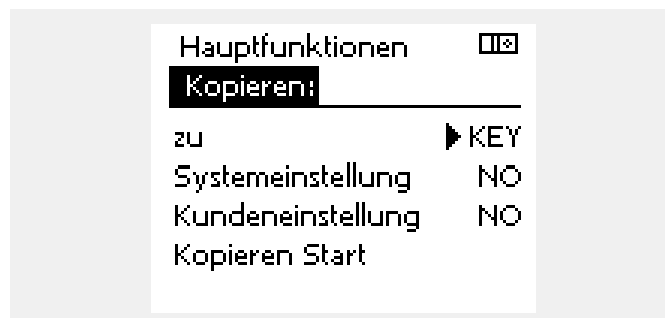 Hauptfunktionen
Kopieren:
zu KEY
Systemeinstellung NO
Kundeneinstellung NO
Kopieren Start